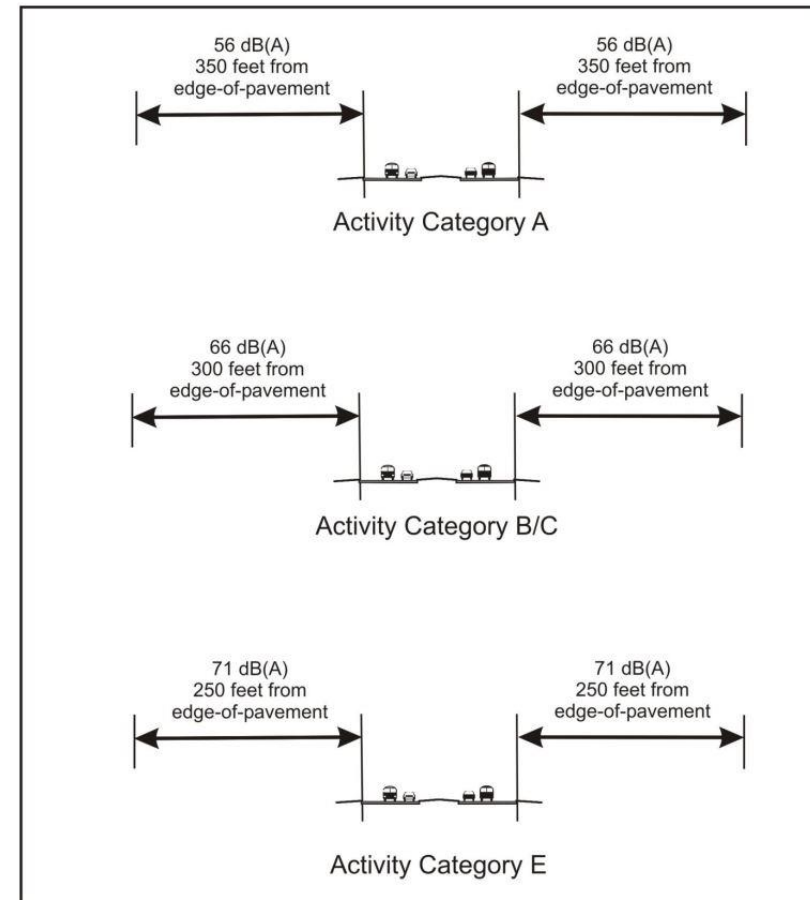 56 dB(A)
350 feet from
edge-of-pavement
56 dB(A)
350 feet from
edge-of-pavement
Activity Category A
66 dB(A)
300 feet from
edge-of-pavement
66 dB(A)
300 feet from
edge-of-pavement
Activity Category B/C
71 dB(A)
250 feet from
edge-of-pavement
71 dB(A)
250 feet from
edge-of-pavement
Activity Category E